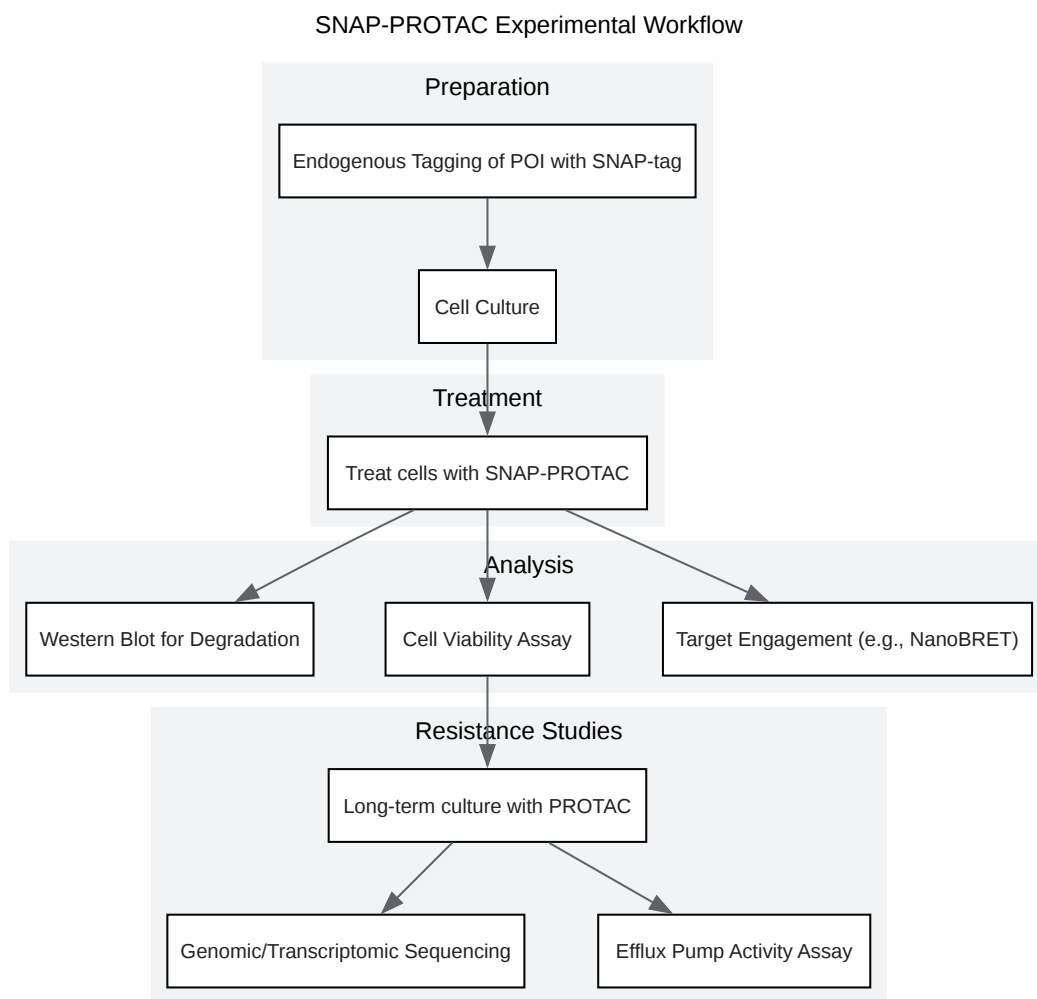 SNAP-PROTAC Experimental Workflow
Preparation
Endogenous Tagging of POI with SNAP-tag
Cell Culture
Treatment
Treat cells with SNAP-PROTAC
Analysis
Western Blot for Degradation
Cell Viability Assay
Target Engagement (e.g., NanoBRET)
Resistance Studies
Long-term culture with PROTAC
Genomic/Transcriptomic Sequencing
Efflux Pump Activity Assay